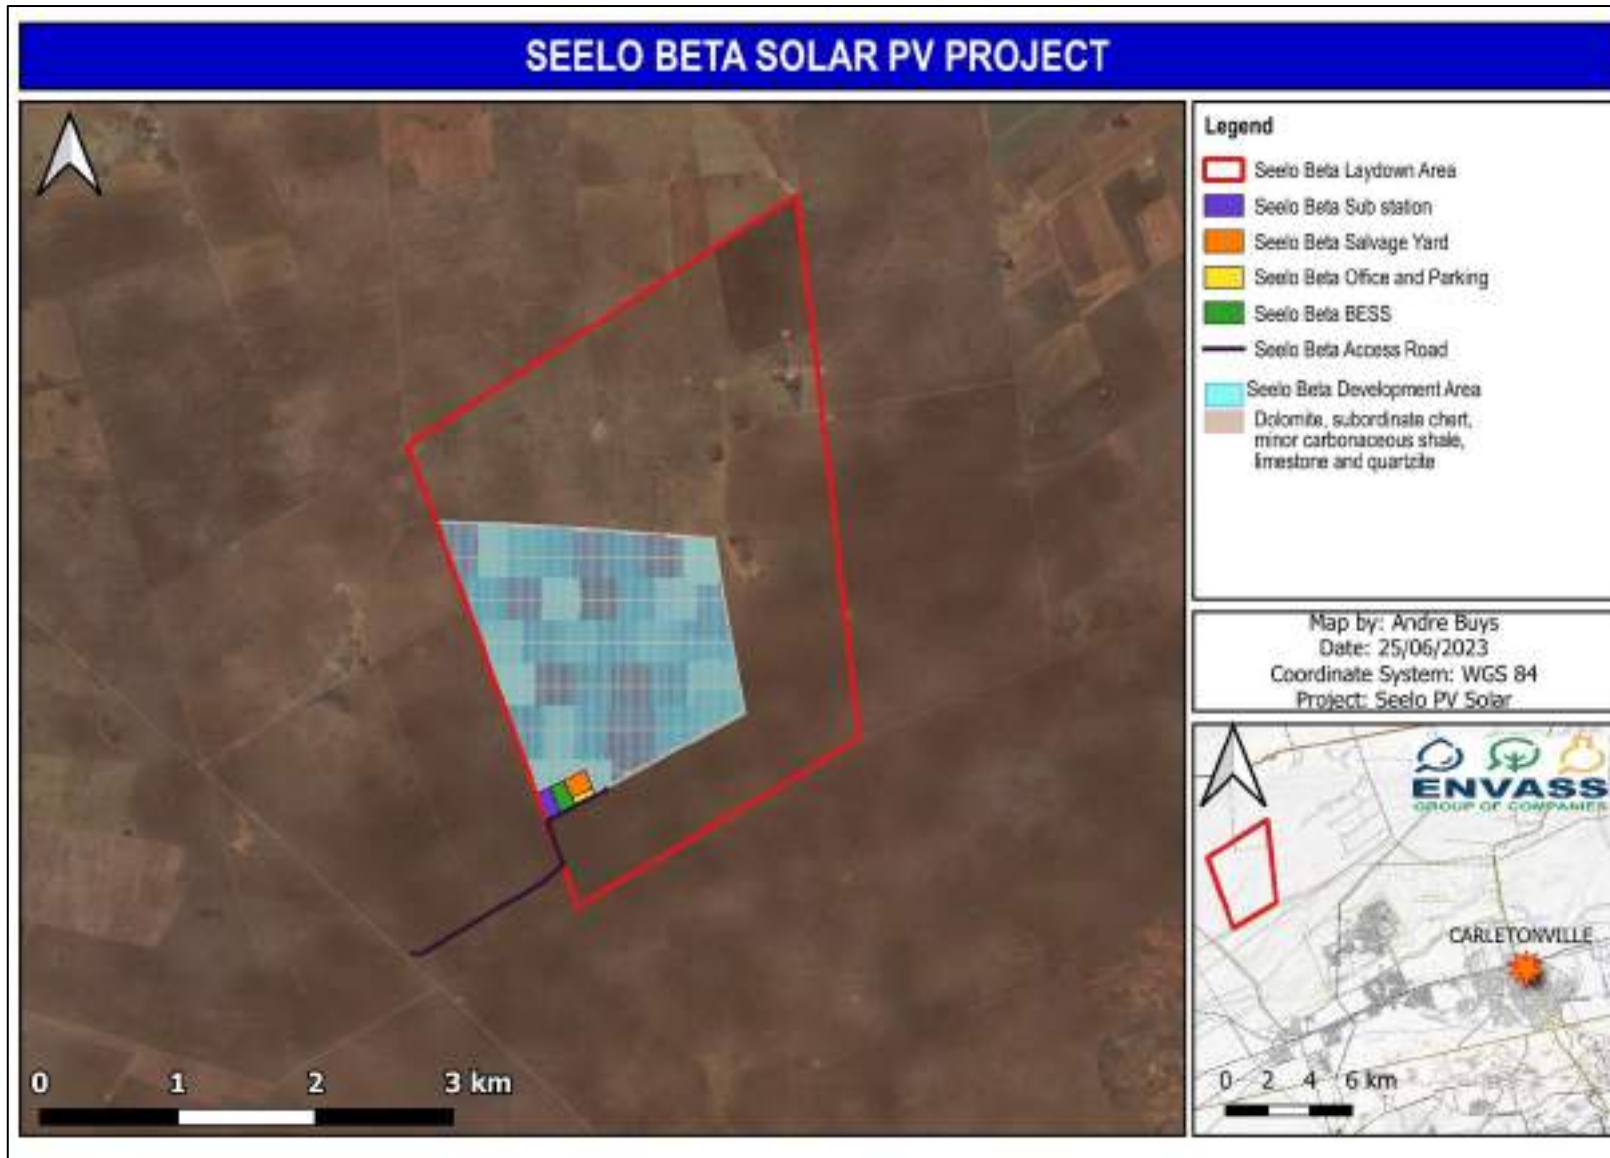 SEELO BETA SOLAR PV PROJECT
Legend
Seelo Beta Laydown Area
Seelo Beta Sub station
Seelo Beta Salvage Yard
Seelo Beta Office and Parking
Seelo Beta BESS
Seelo Beta Access Road
Seelo Beta Development Area
Dolomite, subordinate chert,
minor carbonaceous shale,
limestone and quartzite
Map by: Andre Buys
Date: 25/06/2023
Coordinate System: WGS 84
Project: Seelo PV Solar
ENVASS
GROUP OF COMPANIES
CARLETONVILLE
0 2 4 6 km
0 1 2 3 km